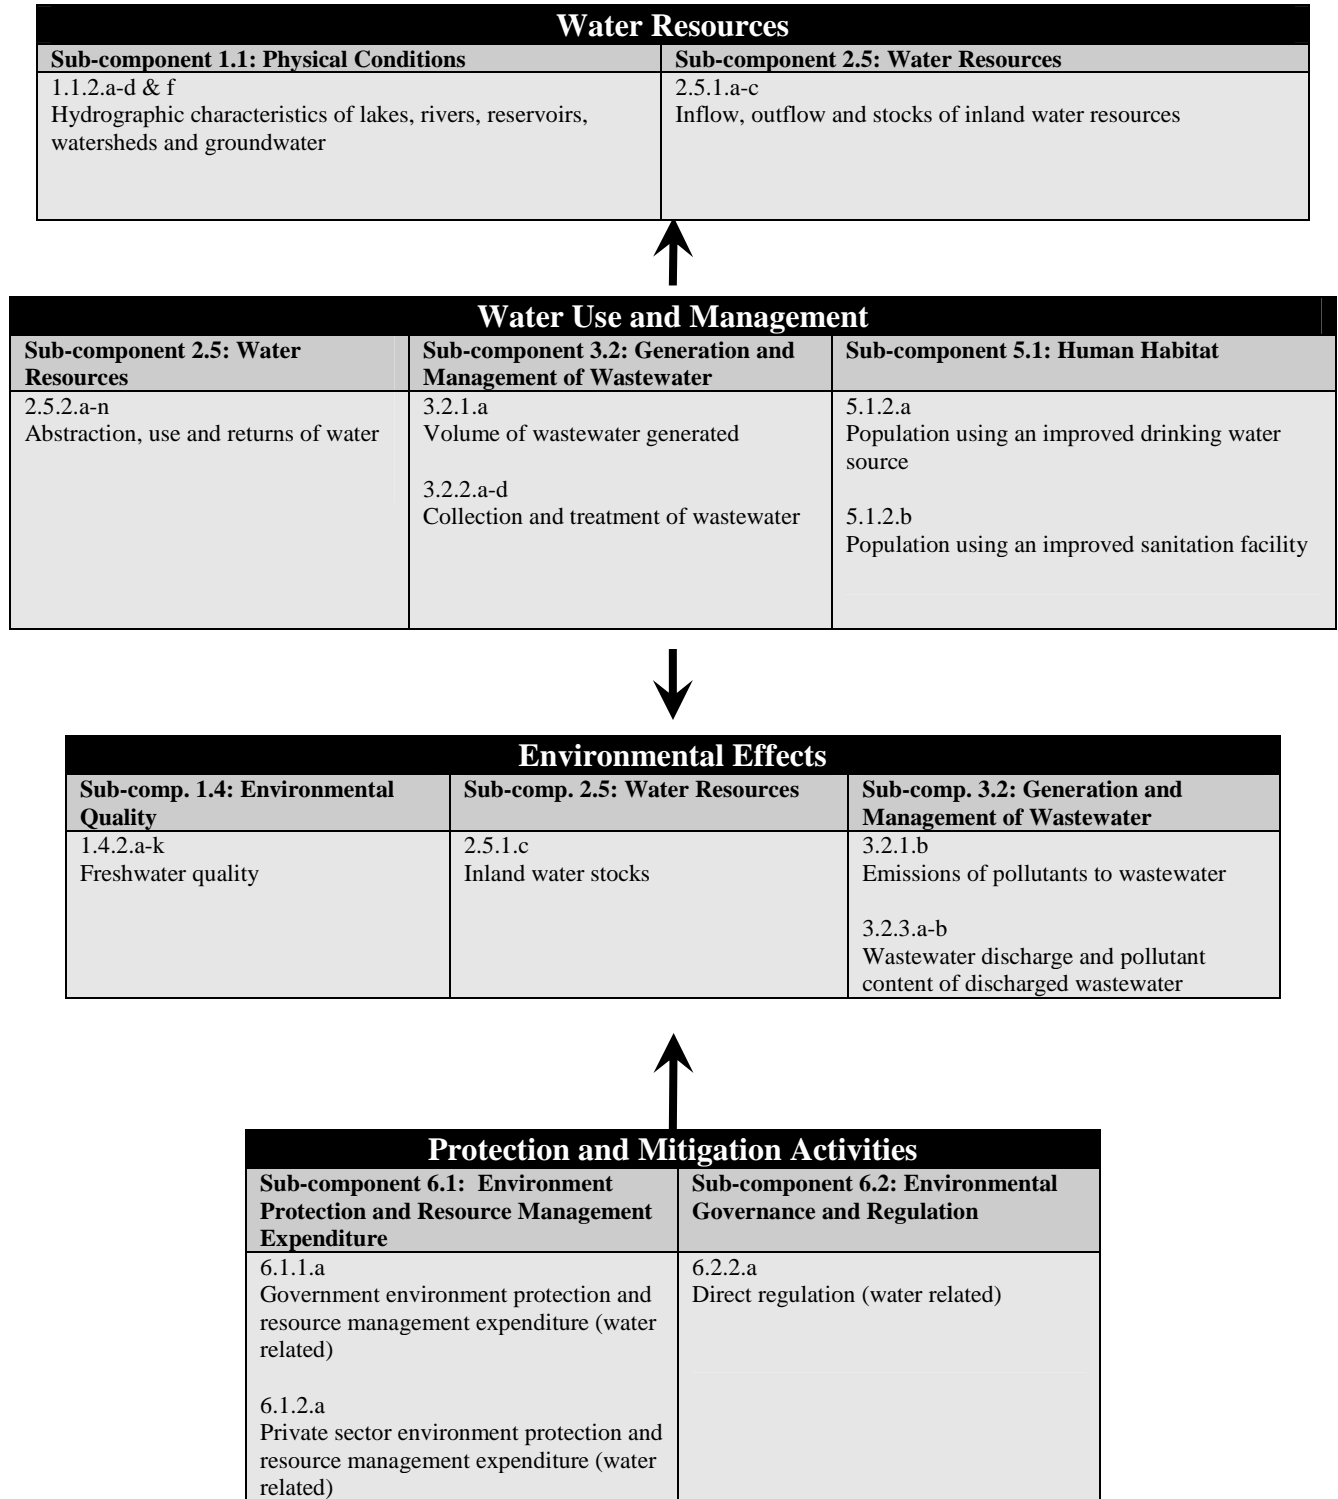 Water Resources
Sub-component 1.1: Physical Conditions
1.1.2.a-d & f
Hydrographic characteristics of lakes, rivers, reservoirs,
watersheds and groundwater
Sub-component 2.5: Water Resources
2.5.1.a-c
Inflow, outflow and stocks of inland water resources
Water Use and Management
Sub-component 2.5: Water
Resources
2.5.2.a-n
Abstraction, use and returns of water
Sub-component 3.2: Generation and
Management of Wastewater
3.2.1.a
Volume of wastewater generated
3.2.2.a-d
Collection and treatment of wastewater
Sub-component 5.1: Human Habitat
5.1.2.a
Population using an improved drinking water
source
5.1.2.b
Population using an improved sanitation facility
Environmental Effects
Sub-comp. 1.4: Environmental
Quality
1.4.2.a-k
Freshwater quality
Sub-comp. 2.5: Water Resources
2.5.1.c
Inland water stocks
Sub-comp. 3.2: Generation and
Management of Wastewater
3.2.1.b
Emissions of pollutants to wastewater
3.2.3.a-b
Wastewater discharge and pollutant
content of discharged wastewater
Protection and Mitigation Activities
Sub-component 6.1: Environment
Protection and Resource Management
Expenditure
6.1.1.a
Government environment protection and
resource management expenditure (water
related)
6.1.2.a
Private sector environment protection and
resource management expenditure (water
related)
Sub-component 6.2: Environmental
Governance and Regulation
6.2.2.a
Direct regulation (water related)